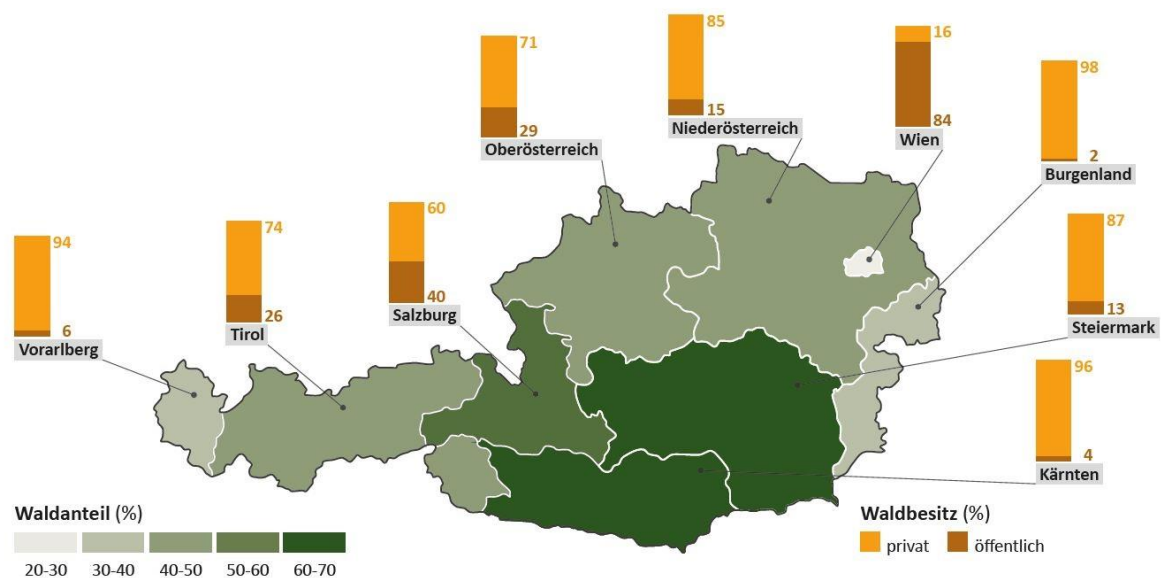 85
15
Niederösterreich
16
84
Wien
71
29
Oberösterreich
98
2
Burgenland
60
40
Salzburg
87
13
Steiermark
74
26
Tirol
94
6
Vorarlberg
96
4
Kärnten
Waldanteil (%)
20-30 30-40 40-50 50-60 60-70
Waldbesitz (%)
privat öffentlich